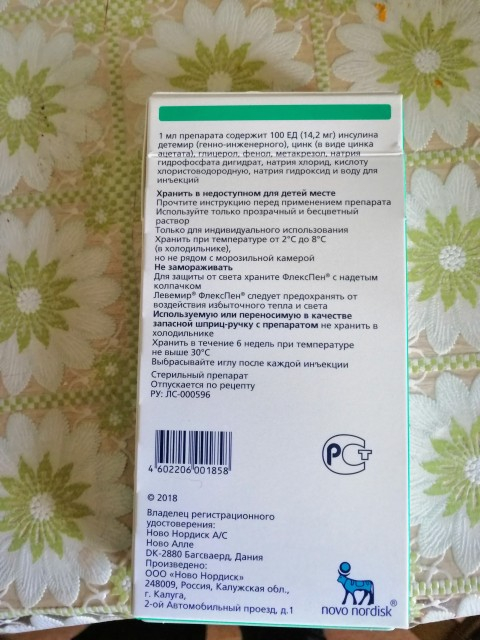 1 мл препарата содержит 100 ЕД (14,2 мг) инсулина
детемир (генно-инженерного), цинк (в виде цинка
ацетата), глицерол, фенол, метакрезол, натрия
гидрофосфата дигидрат, натрия хлорид, кислоту
хлористоводородную, натрия гидроксид и воду для
инъекций
Хранить в недоступном для детей месте
Прочтите инструкцию перед применением препарата
Используйте только прозрачный и бесцветный
раствор
Только для индивидуального использования
Хранить при температуре от 2°C до 8°C
(в холодильнике),
но не рядом с морозильной камерой
Не замораживать
Для защиты от света храните ФлексПен® с надетым
колпачком
Левемир® ФлексПен® следует предохранять от
воздействия избыточного тепла и света
Используемую или переносимую в качестве
запасной шприц-ручку с препаратом не хранить в
холодильнике
Хранить в течение 6 недель при температуре
не выше 30°C
Выбрасывайте иглу после каждой инъекции
Стерильный препарат
Отпускается по рецепту
РУ: ЛС-000596
4 602206 001858
РСТ
© 2018
Владелец регистрационного
удостоверения:
Ново Нордиск А/С
Ново Алле
DK-2880 Багсваерд, Дания
Произведено:
ООО «Ново Нордиск»
248009, Россия, Калужская обл.,
г. Калуга,
2-ой Автомобильный проезд, д.1
novo nordisk®